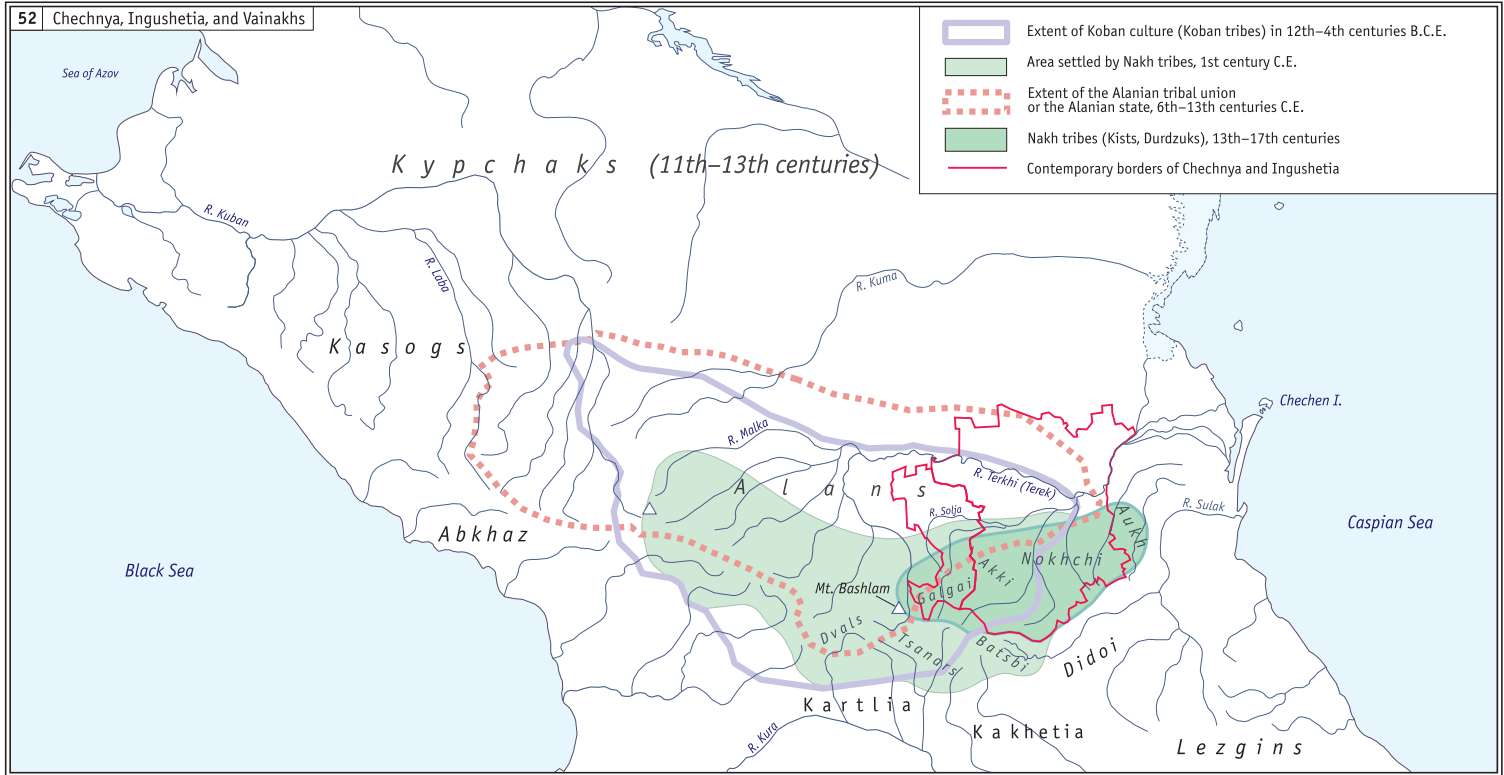 52 Chechnya, Ingushetia, and Vainakhs
Extent of Koban culture (Koban tribes) in 12th–4th centuries B.C.E.
Area settled by Nakh tribes, 1st century C.E.
Extent of the Alanian tribal union
or the Alanian state, 6th–13th centuries C.E.
Nakh tribes (Kists, Durdzuks), 13th–17th centuries
Contemporary borders of Chechnya and Ingushetia
Sea of Azov
Kypchaks (11th–13th centuries)
R. Kuban
R. Laba
R. Kuma
Kasogs
Chechen I.
R. Malka
Alans
R. Terkhi (Terek)
R. Solja
R. Sulak
Aukh
Caspian Sea
Abkhaz
Nokhchi
Akki
Black Sea
Mt. Bashlam
Galgai
Dvals
Tsanars
Batsbi
Didoi
Kartlia
R. Kura
Kakhetia
Lezgins